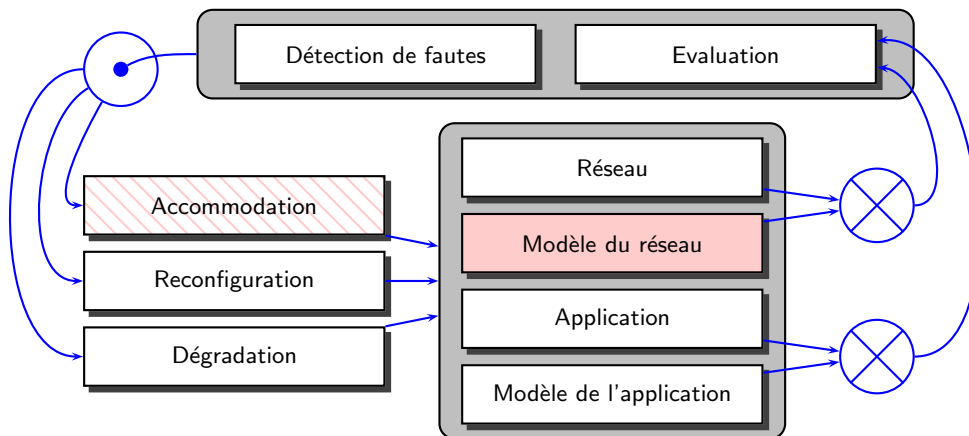 Détection de fautes
Evaluation
Réseau
Accommodation
Modèle du réseau
Reconfiguration
Application
Dégradation
Modèle de l'application